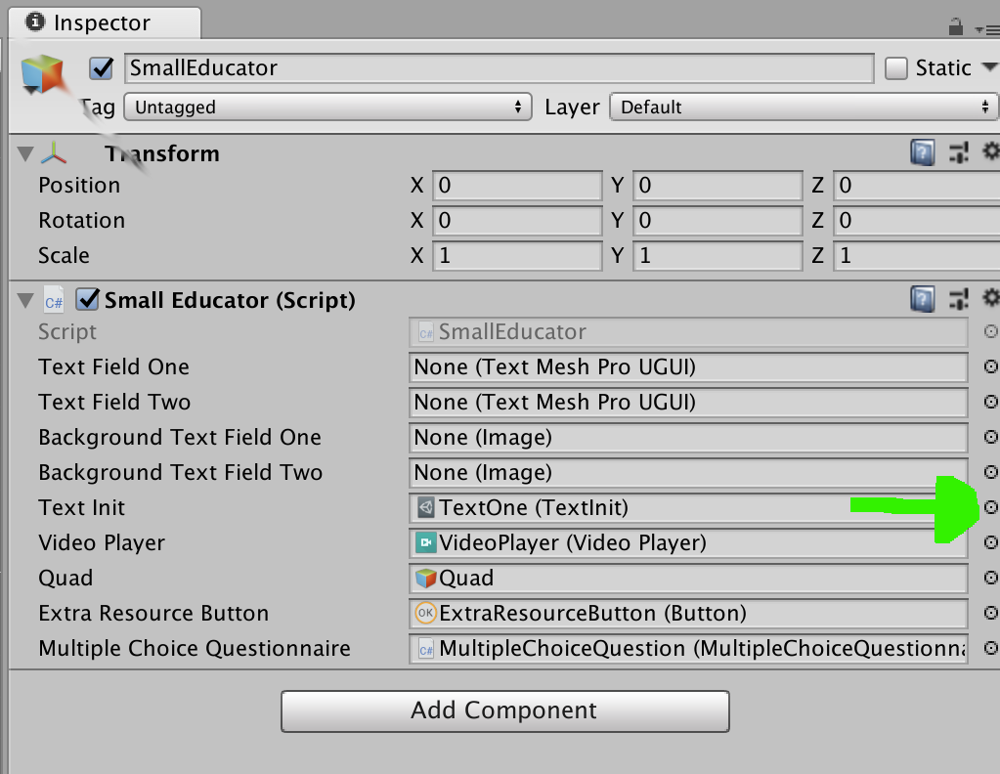 Inspector
SmallEducator Static
Tag Untagged Layer Default
Transform
Position X 0 Y 0 Z 0
Rotation X 0 Y 0 Z 0
Scale X 1 Y 1 Z 1
C# Small Educator (Script)
Script C# SmallEducator
Text Field One None (Text Mesh Pro UGUI)
Text Field Two None (Text Mesh Pro UGUI)
Background Text Field One None (Image)
Background Text Field Two None (Image)
Text Init TextOne (TextInit)
Video Player VideoPlayer (Video Player)
Quad Quad
Extra Resource Button OK ExtraResourceButton (Button)
Multiple Choice Questionnaire C# MultipleChoiceQuestion (MultipleChoiceQuestionna
Add Component